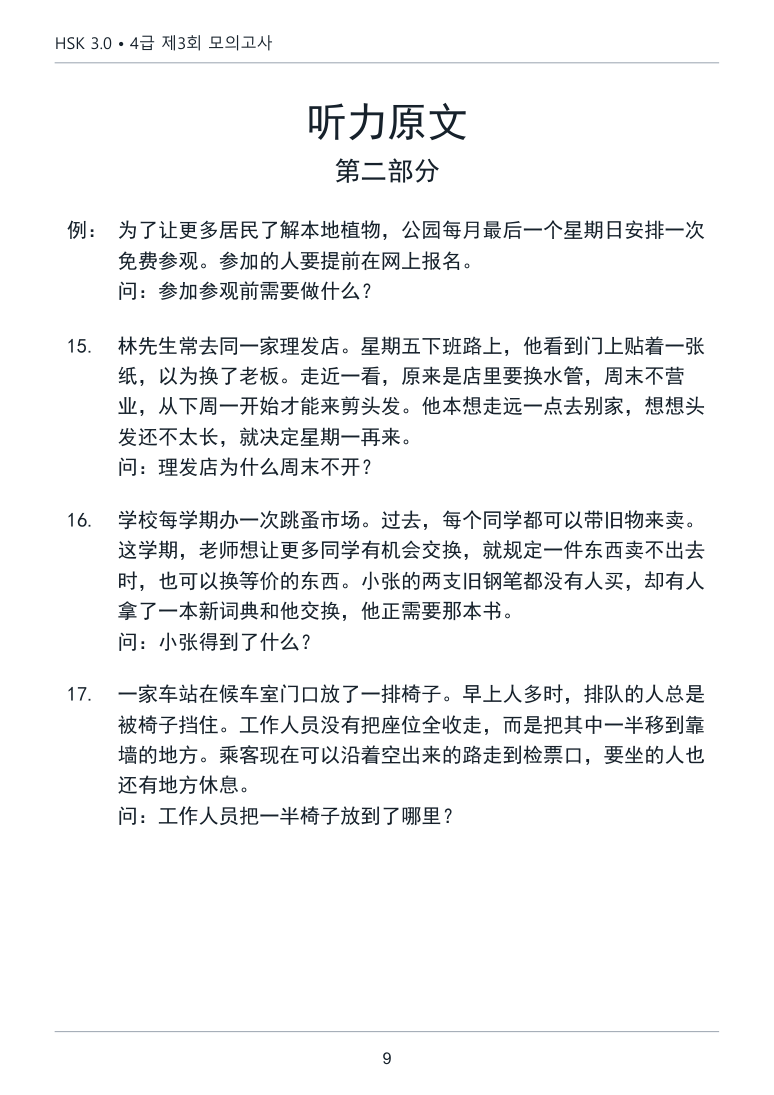 HSK 3.0 • 4급 제3회 모의고사
听力原文
第二部分
例： 为了让更多居民了解本地植物，公园每月最后一个星期日安排一次
免费参观。参加的人要提前在网上报名。
问：参加参观前需要做什么？
15. 林先生常去同一家理发店。星期五下班路上，他看到门上贴着一张
纸，以为换了老板。走近一看，原来是店里要换水管，周末不营
业，从下周一开始才能来剪头发。他本想走远一点去别家，想想头
发还不太长，就决定星期一再来。
问：理发店为什么周末不开？
16. 学校每学期办一次跳蚤市场。过去，每个同学都可以带旧物来卖。
这学期，老师想让更多同学有机会交换，就规定一件东西卖不出去
时，也可以换等价的东西。小张的两支旧钢笔都没有人买，却有人
拿了一本新词典和他交换，他正需要那本书。
问：小张得到了什么？
17. 一家车站在候车室门口放了一排椅子。早上人多时，排队的人总是
被椅子挡住。工作人员没有把座位全收走，而是把其中一半移到靠
墙的地方。乘客现在可以沿着空出来的路走到检票口，要坐的人也
还有地方休息。
问：工作人员把一半椅子放到了哪里？
9